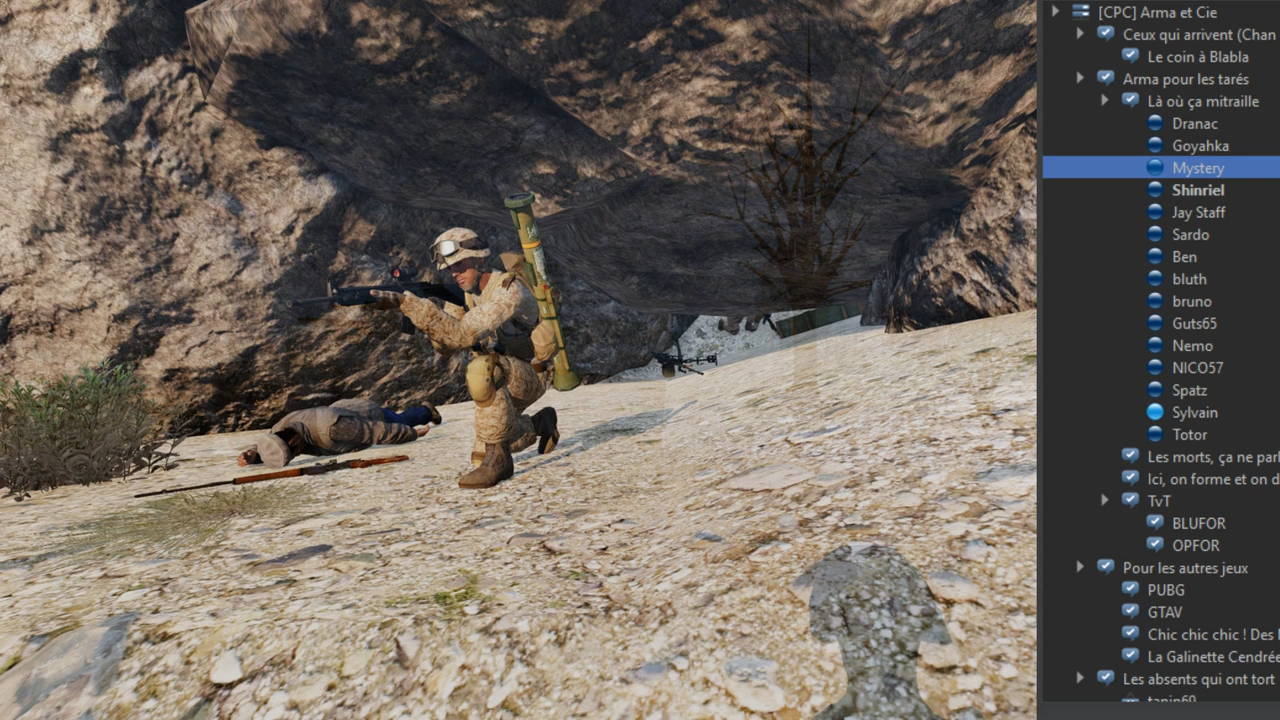 [CPC] Arma et Cie
Ceux qui arrivent (Chan
Le coin à Blabla
Arma pour les tarés
Là où ça mitraille
Dranac
Goyahka
Mystery
Shinriel
Jay Staff
Sardo
Ben
bluth
bruno
Guts65
Nemo
NICO57
Spatz
Sylvain
Totor
Les morts, ça ne parl
Ici, on forme et on d
TvT
BLUFOR
OPFOR
Pour les autres jeux
PUBG
GTAV
Chic chic chic ! Des
La Galinette Cendrée
Les absents qui ont tort